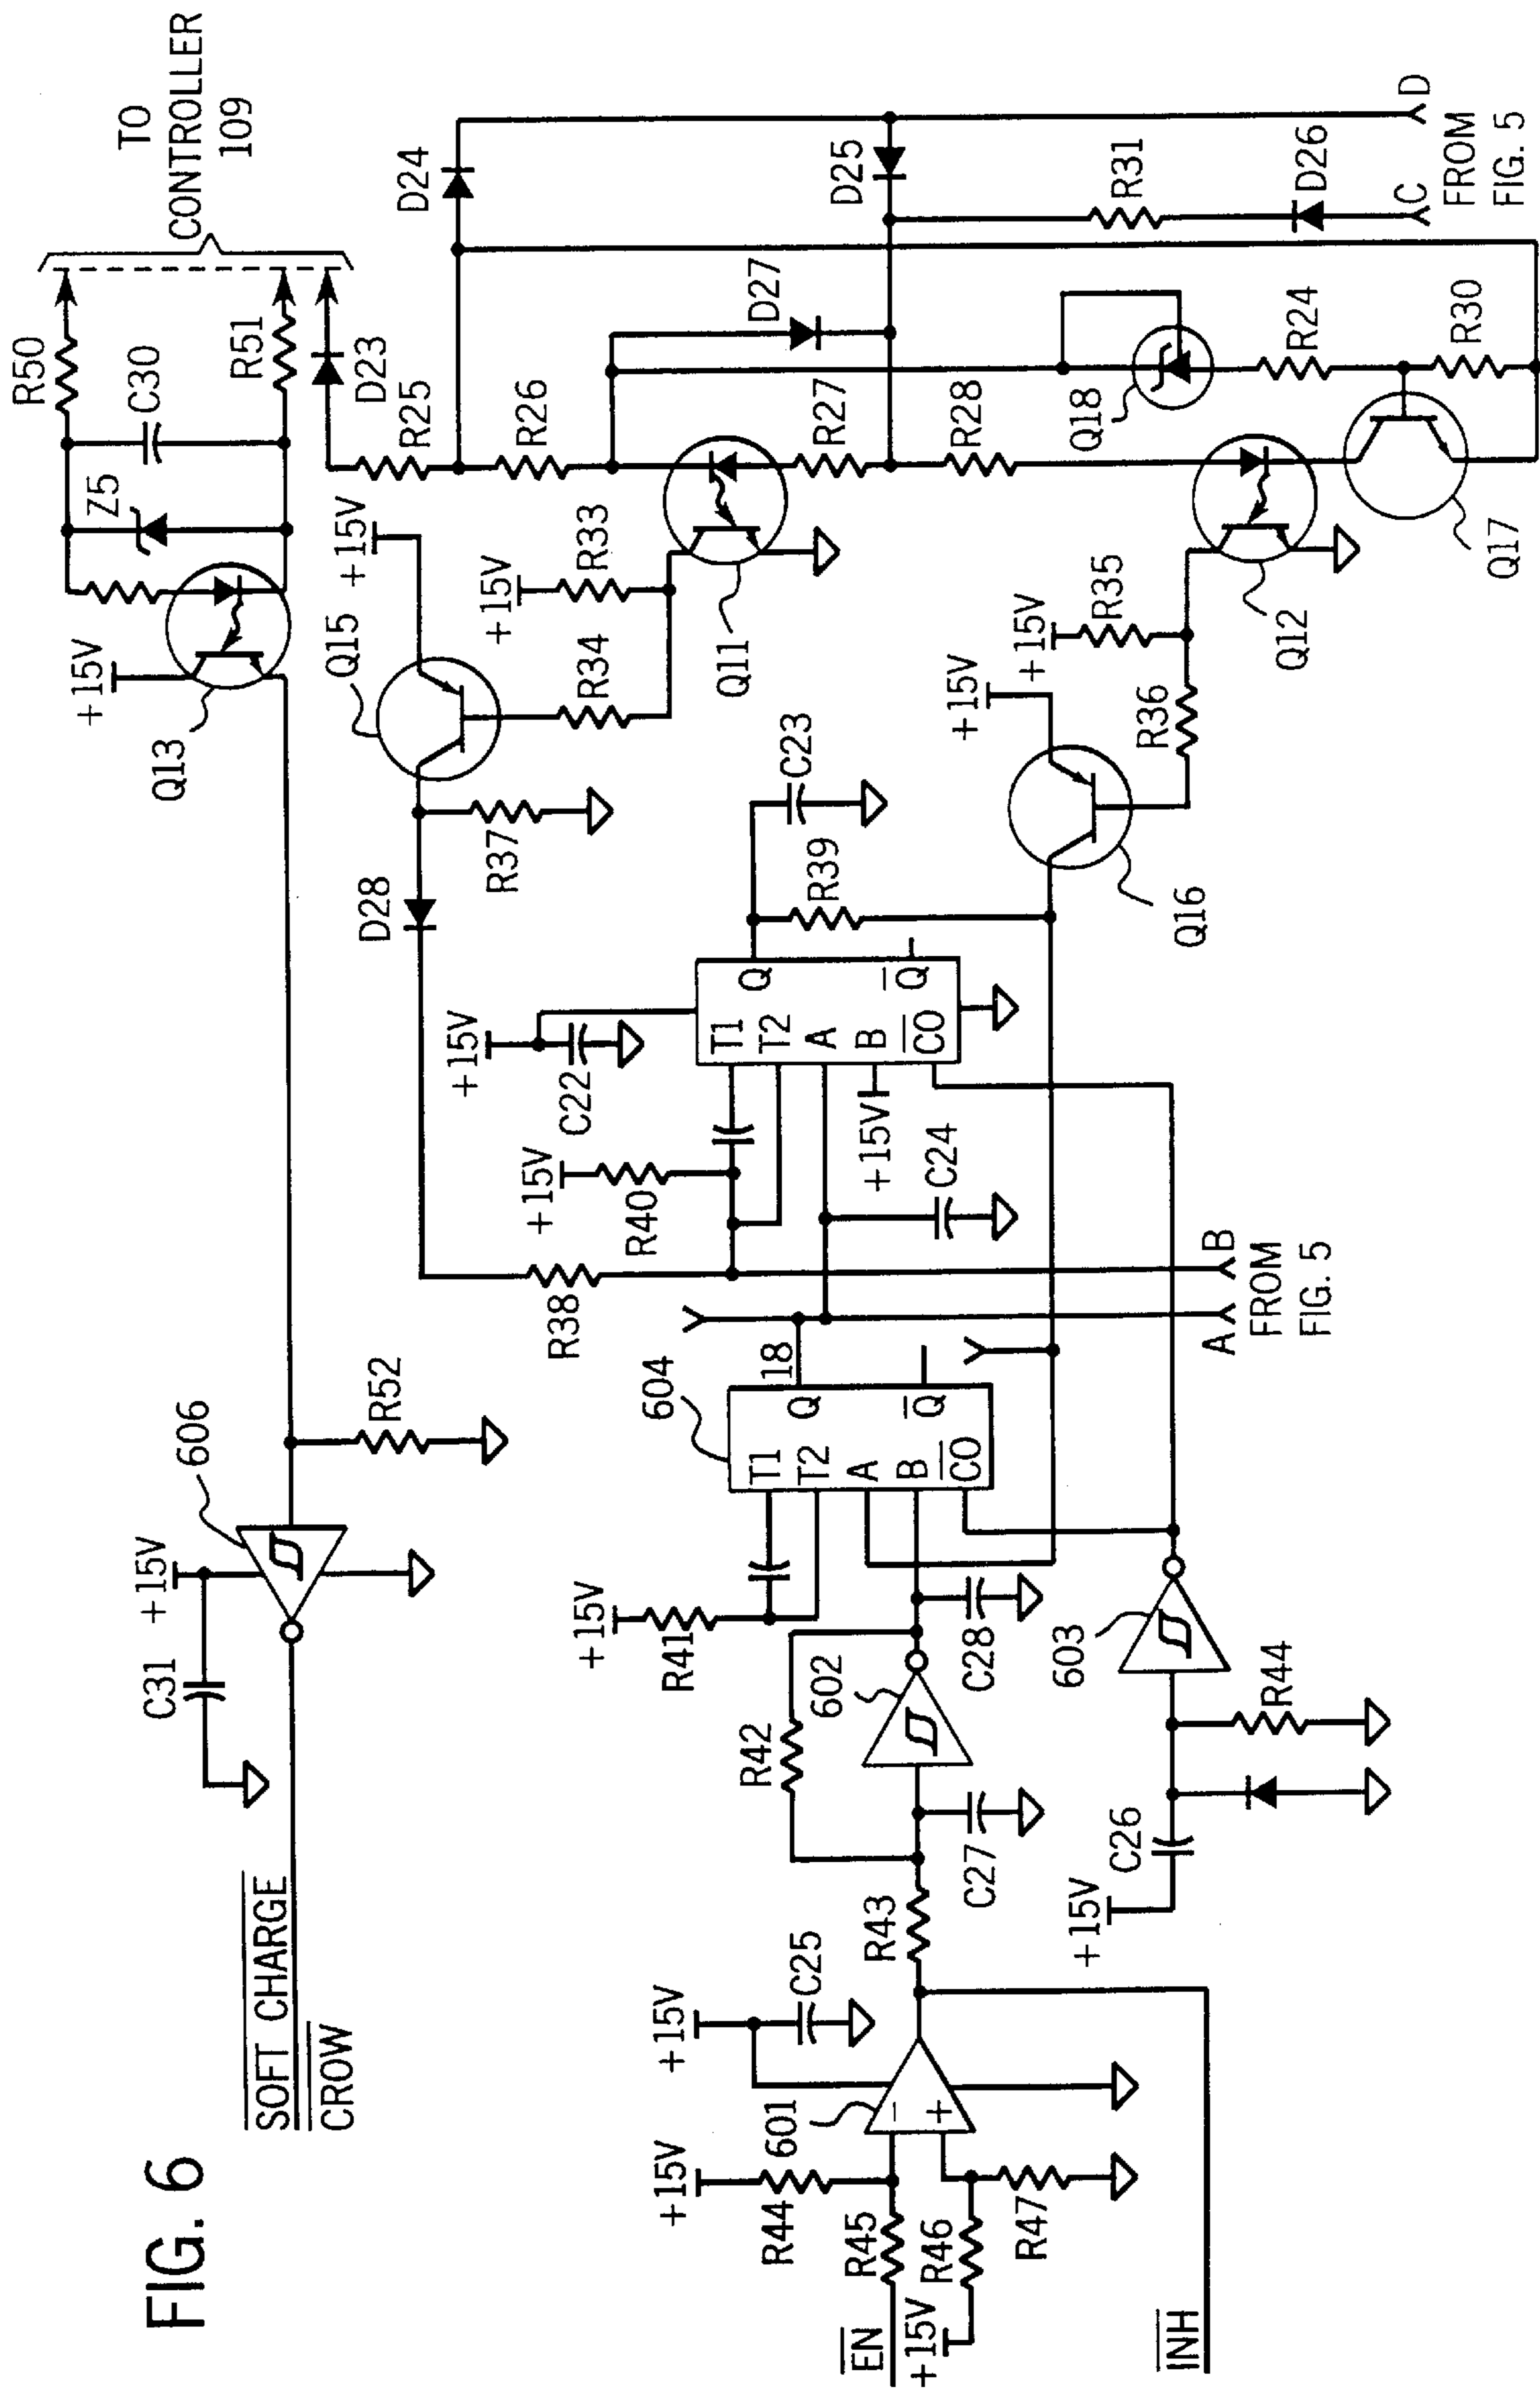 FIG. 6
SOFT CHARGE
CROW
C31
+15V
606
R52
+15V
Q13
Z5
R50
C30
R51
TO
CONTROLLER
109
D23
R25
R26
D24
D25
R31
D26
C
D
FROM
FIG. 5
D27
R27
R28
Q18
R24
R30
Q17
Q12
Q11
+15V
R33
R34
Q15
+15V
R37
D28
R38
+15V
R35
R36
+15V
Q16
C23
R39
+15V
C22
T1
T2
A
B
CO
Q
Q
+15V
+15V
R40
C24
A
B
FROM
FIG. 5
604
18
T1
T2
A
B
CO
Q
Q
+15V
R41
R42
602
C28
C27
R43
603
R44
C26
+15V
+15V
C25
601
-
+
+15V
R44
R45
R46
R47
EN
+15V
INH